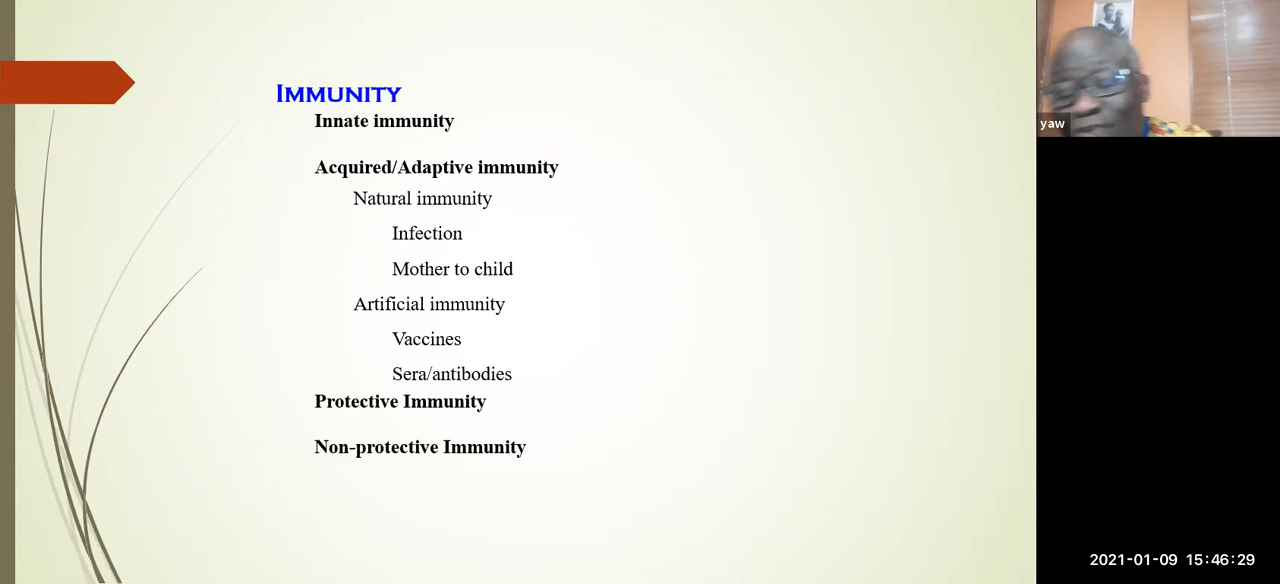 Immunity
Innate immunity
Acquired/Adaptive immunity
Natural immunity
Infection
Mother to child
Artificial immunity
Vaccines
Sera/antibodies
Protective Immunity
Non-protective Immunity
yaw
2021-01-09 15:46:29